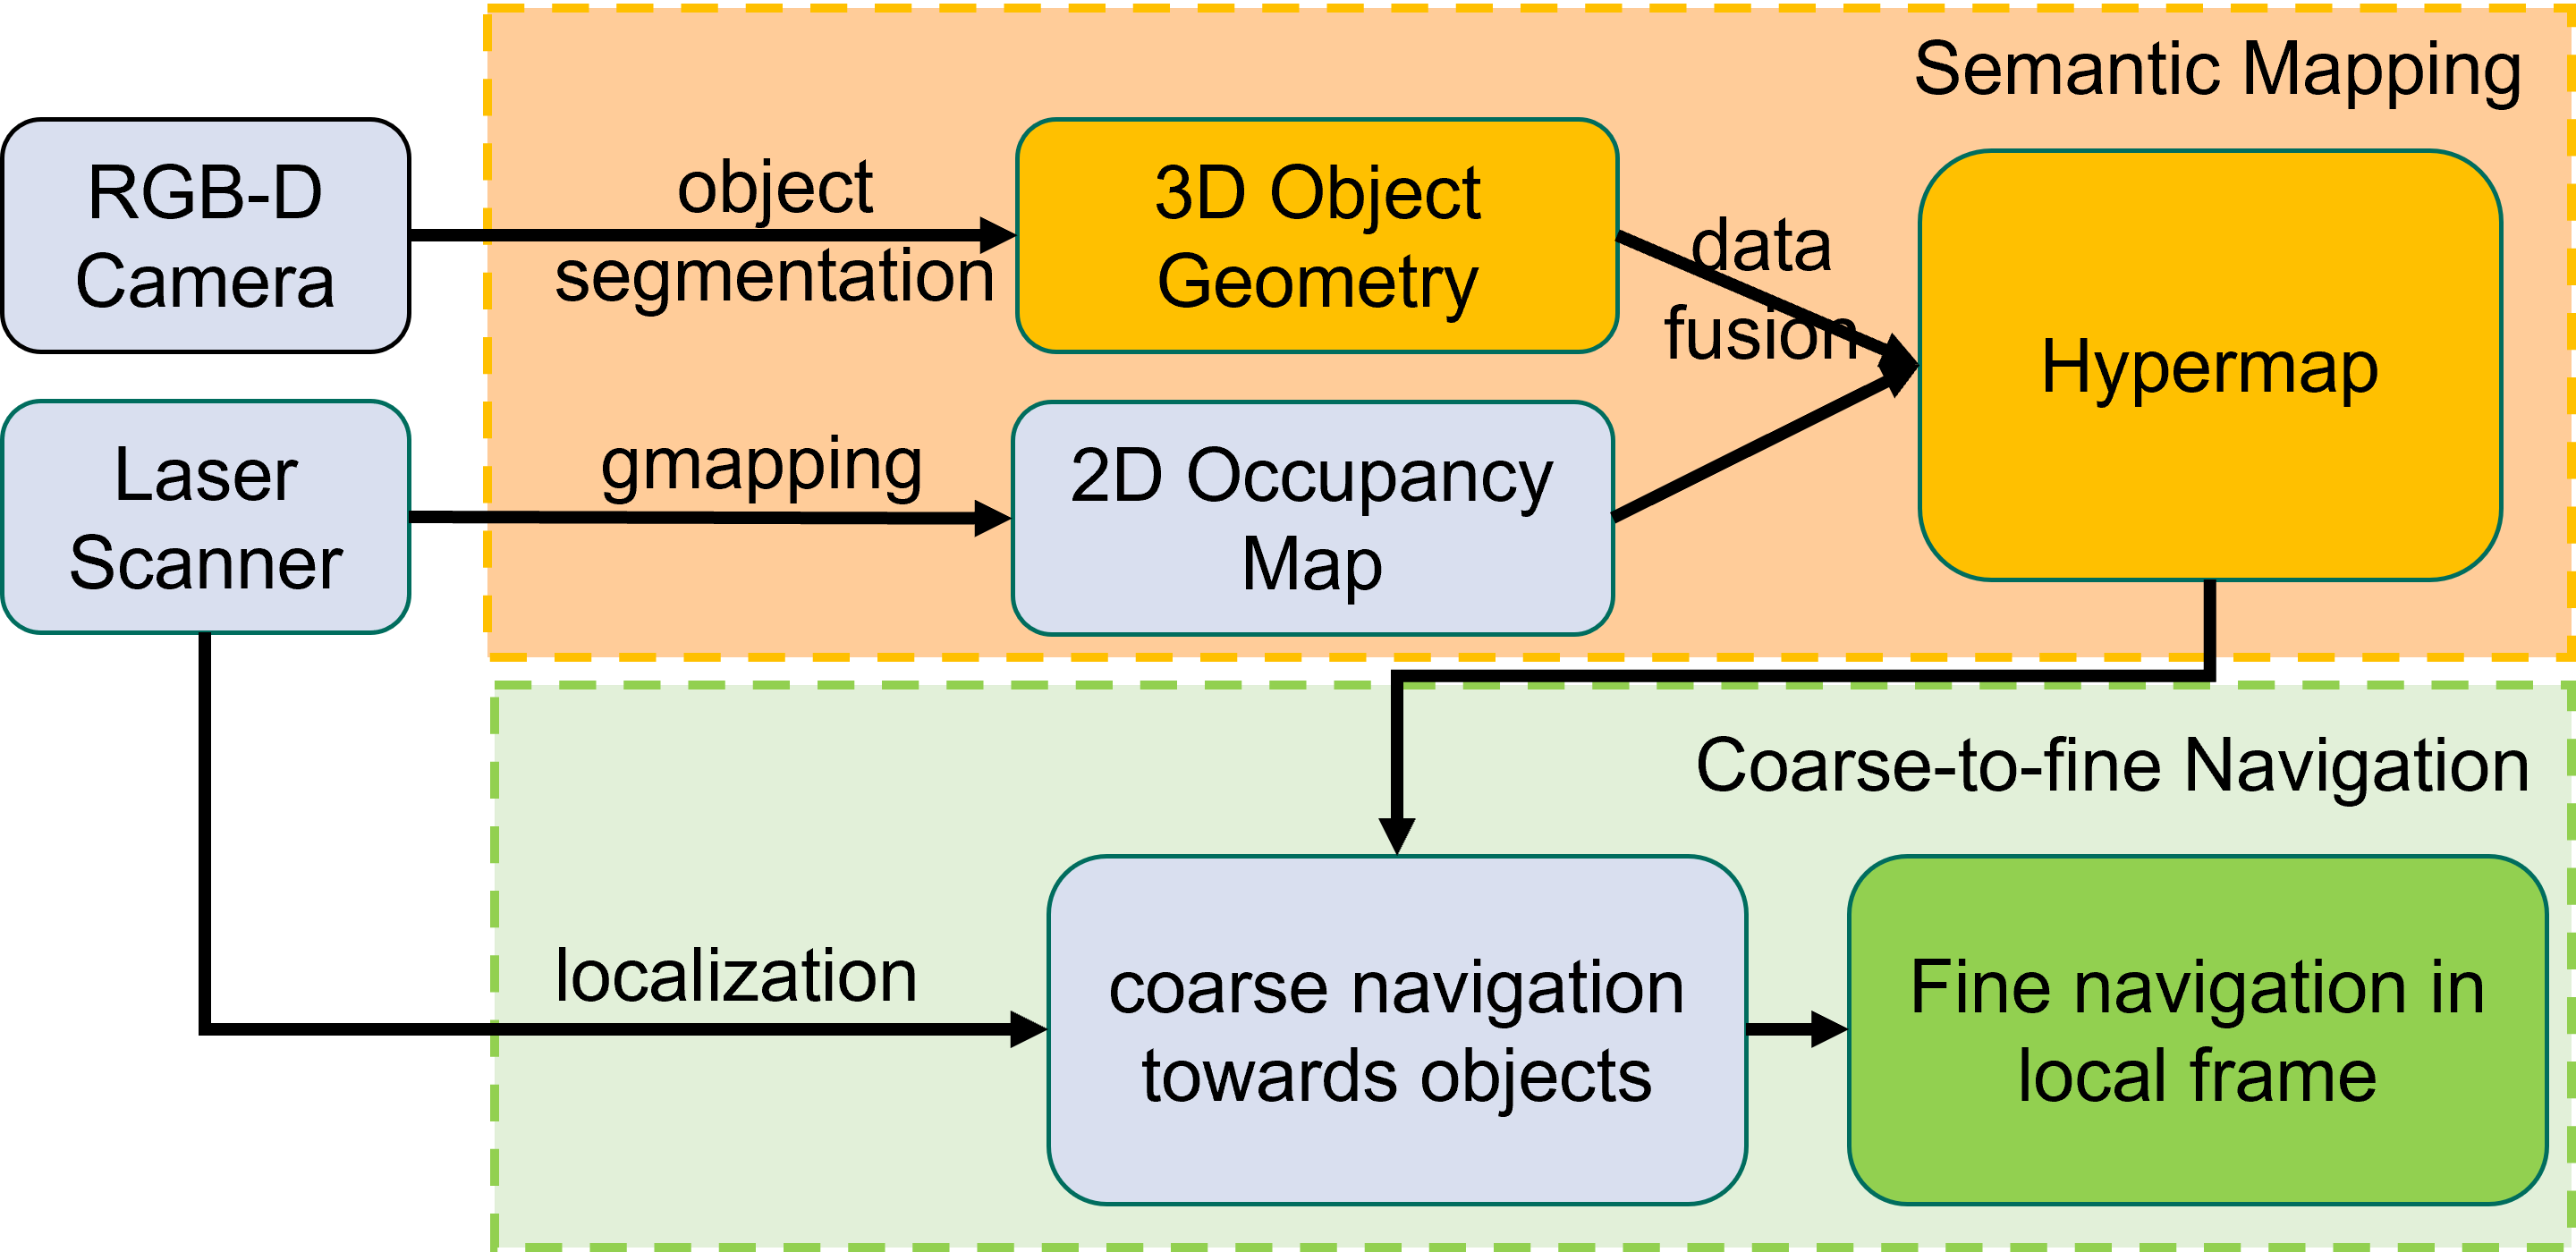 Semantic Mapping
RGB-D
Camera
object
segmentation
3D Object
Geometry
data
fusion
Hypermap
Laser
Scanner
gmapping
2D Occupancy
Map
Coarse-to-fine Navigation
localization
coarse navigation
towards objects
Fine navigation in
local frame